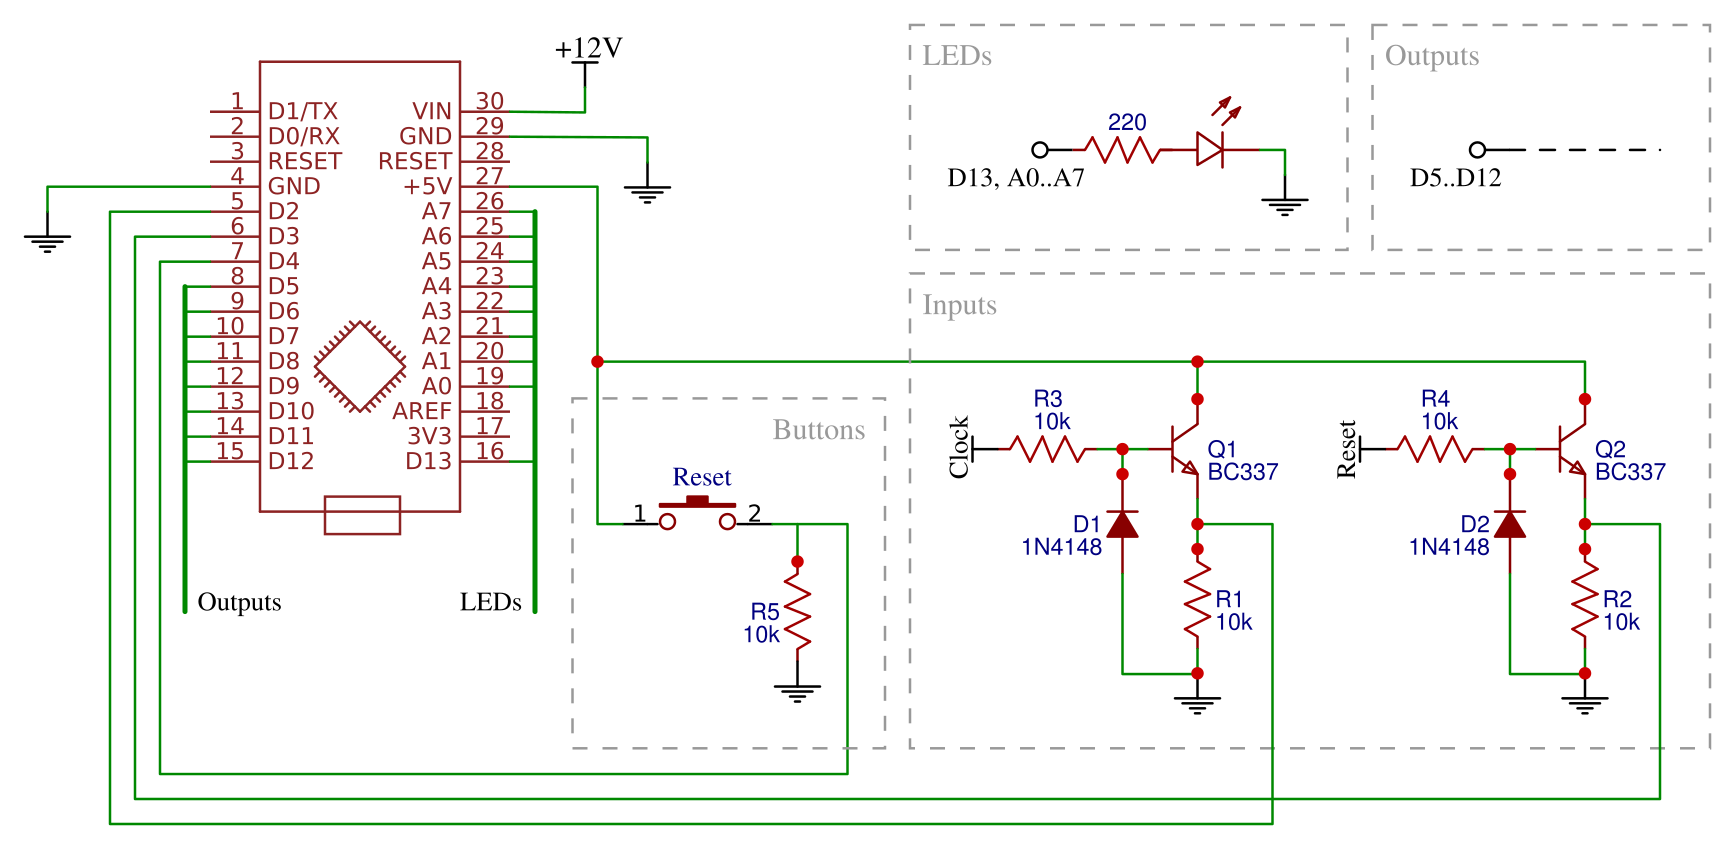 +12V
1 D1/TX VIN 30
2 D0/RX GND 29
3 RESET RESET 28
4 GND +5V 27
5 D2 A7 26
6 D3 A6 25
7 D4 A5 24
8 D5 A4 23
9 D6 A3 22
10 D7 A2 21
11 D8 A1 20
12 D9 A0 19
13 D10 AREF 18
14 D11 3V3 17
15 D12 D13 16
Outputs
LEDs
LEDs
220
D13, A0..A7
Outputs
D5..D12
Buttons
Reset
1 2
R5
10k
Inputs
Clock
R3
10k
Q1
BC337
D1
1N4148
R1
10k
Reset
R4
10k
Q2
BC337
D2
1N4148
R2
10k